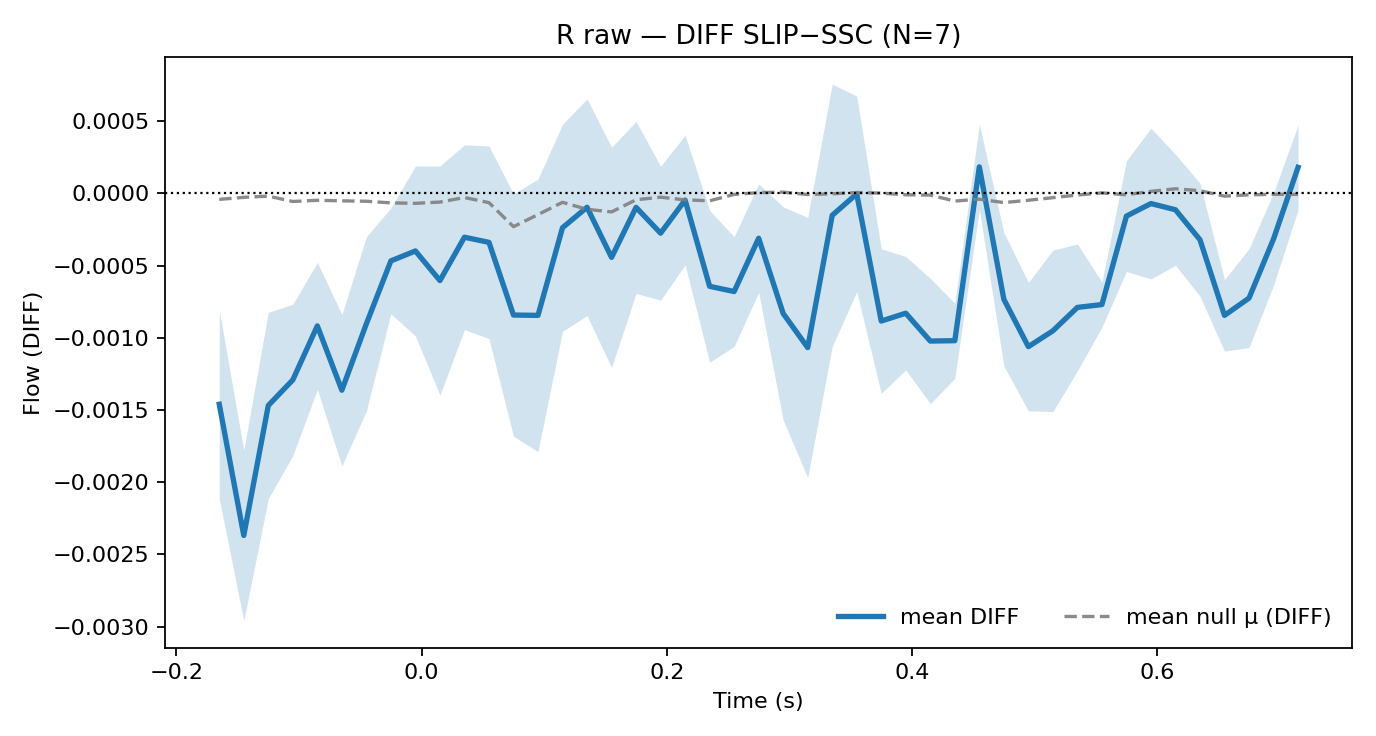 R raw — DIFF SLIP−SSC (N=7)
Flow (DIFF)
0.0005
0.0000
−0.0005
−0.0010
−0.0015
−0.0020
−0.0025
−0.0030
mean DIFF
mean null μ (DIFF)
−0.2
0.0
0.2
0.4
0.6
Time (s)